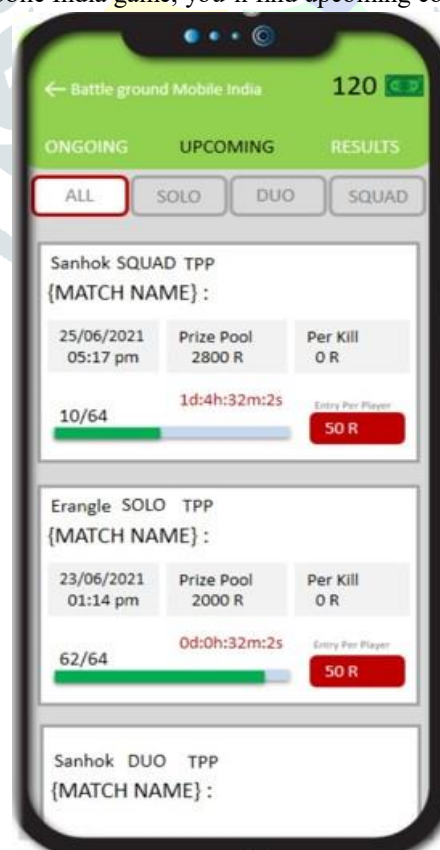 bile India game, you'll find upcoming co
← Battle ground Mobile India 120
ONGOING UPCOMING RESULTS
ALL SOLO DUO SQUAD
Sanhok SQUAD TPP
{MATCH NAME} :
25/06/2021 Prize Pool Per Kill
05:17 pm 2800 R 0 R
1d:4h:32m:2s Entry Per Player
10/64 50 R
Erangle SOLO TPP
{MATCH NAME} :
23/06/2021 Prize Pool Per Kill
01:14 pm 2000 R 0 R
0d:0h:32m:2s Entry Per Player
62/64 50 R
Sanhok DUO TPP
{MATCH NAME} :